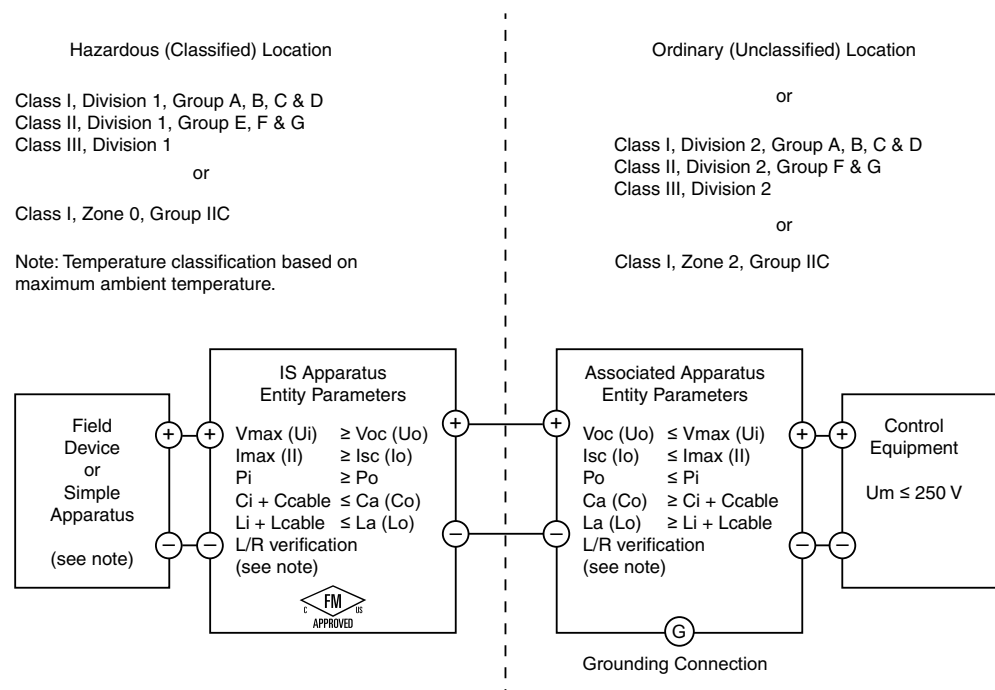 Hazardous (Classified) Location
Class I, Division 1, Group A, B, C & D
Class II, Division 1, Group E, F & G
Class III, Division 1
or
Class I, Zone 0, Group IIC
Note: Temperature classification based on
maximum ambient temperature.
Ordinary (Unclassified) Location
or
Class I, Division 2, Group A, B, C & D
Class II, Division 2, Group F & G
Class III, Division 2
or
Class I, Zone 2, Group IIC
Field
Device
or
Simple
Apparatus
(see note)
+
−
+
−
IS Apparatus
Entity Parameters
Vmax (Ui) ≥ Voc (Uo)
Imax (II) ≥ Isc (Io)
Pi ≥ Po
Ci + Ccable ≤ Ca (Co)
Li + Lcable ≤ La (Lo)
L/R verification
(see note)
C FM US
APPROVED
+
−
+
−
Associated Apparatus
Entity Parameters
Voc (Uo) ≤ Vmax (Ui)
Isc (Io) ≤ Imax (II)
Po ≤ Pi
Ca (Co) ≥ Ci + Ccable
La (Lo) ≥ Li + Lcable
L/R verification
(see note)
G
Grounding Connection
+
−
+
−
Control
Equipment
Um ≤ 250 V